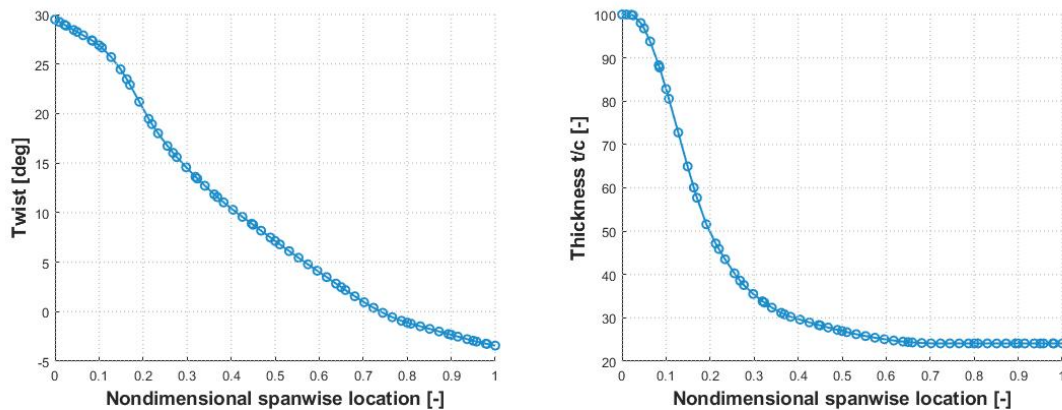 30
25
20
15
10
5
0
-5
Twist [deg]
0 0.1 0.2 0.3 0.4 0.5 0.6 0.7 0.8 0.9 1
Nondimensional spanwise location [-]
100
90
80
70
60
50
40
30
20
Thickness t/c [-]
0 0.1 0.2 0.3 0.4 0.5 0.6 0.7 0.8 0.9 1
Nondimensional spanwise location [-]